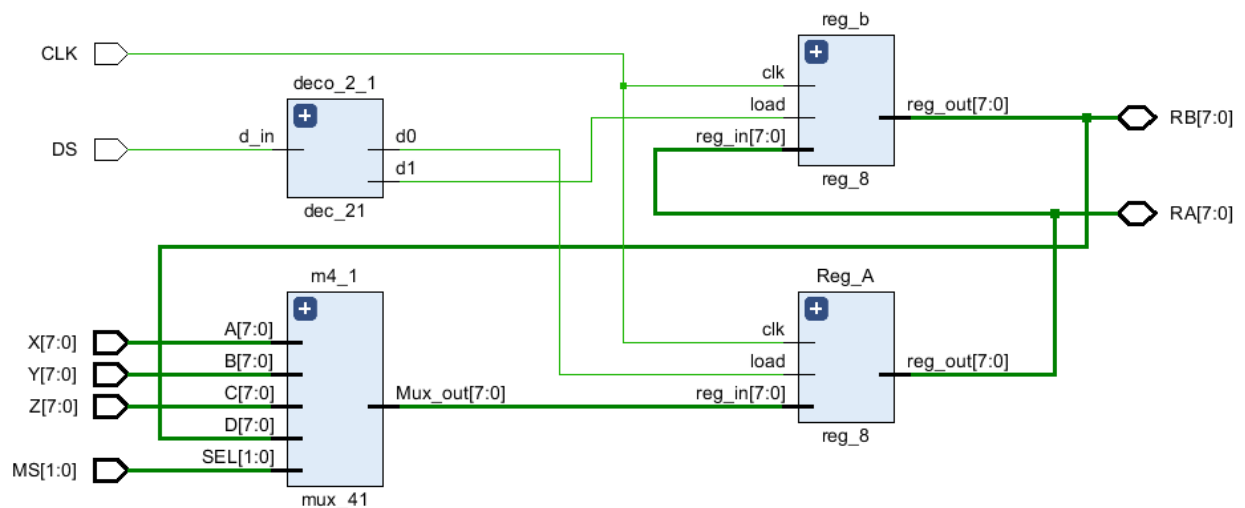 reg_b
CLK
clk
deco_2_1
load
reg_out[7:0]
RB[7:0]
DS
d_in
d0
reg_in[7:0]
d1
reg_8
dec_21
RA[7:0]
m4_1
Reg_A
clk
X[7:0]
A[7:0]
load
reg_out[7:0]
Y[7:0]
B[7:0]
Z[7:0]
C[7:0]
Mux_out[7:0]
reg_in[7:0]
D[7:0]
reg_8
MS[1:0]
SEL[1:0]
mux_41